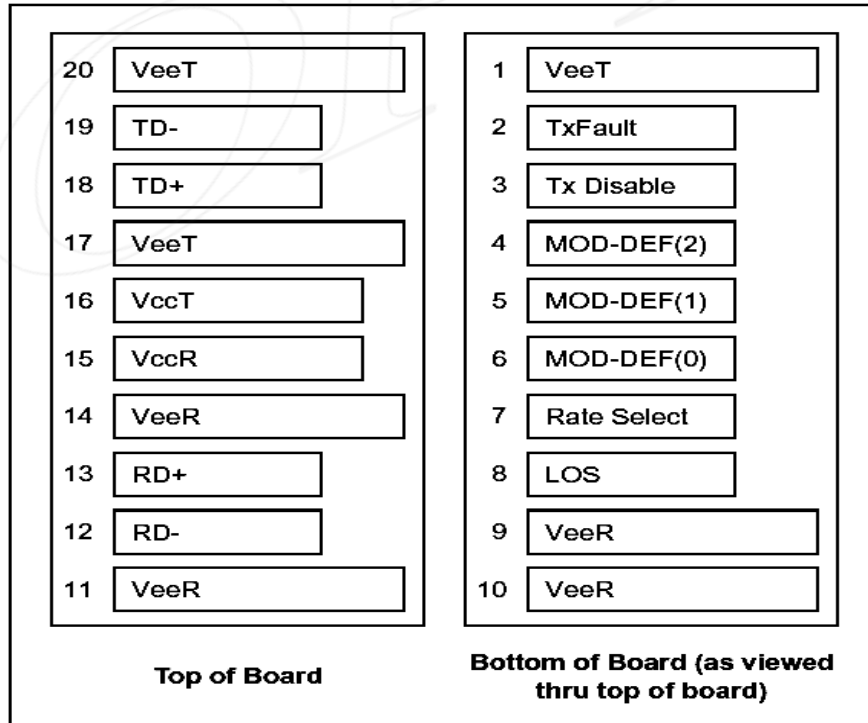 20 VeeT
19 TD-
18 TD+
17 VeeT
16 VccT
15 VccR
14 VeeR
13 RD+
12 RD-
11 VeeR
Top of Board
1 VeeT
2 TxFault
3 Tx Disable
4 MOD-DEF(2)
5 MOD-DEF(1)
6 MOD-DEF(0)
7 Rate Select
8 LOS
9 VeeR
10 VeeR
Bottom of Board (as viewed
thru top of board)